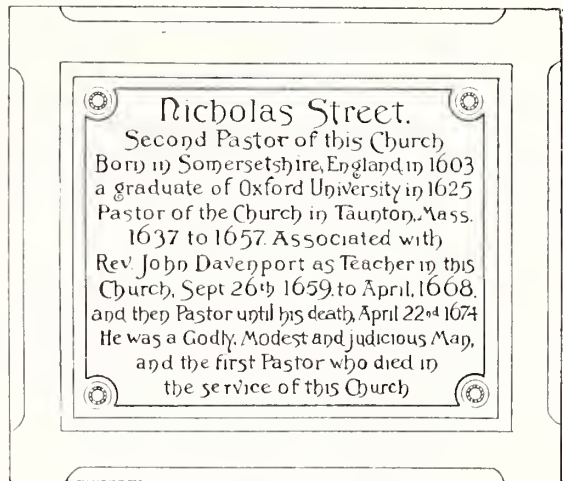 Nicholas Street.
Second Pastor of this Church
Born in Somersetshire, England, in 1603
a graduate of Oxford University in 1625
Pastor of the Church in Taunton, Mass.
1637 to 1657. Associated with
Rev. John Davenport as Teacher in this
Church, Sept 26th 1659. to April, 1668.
and then Pastor until his death, April 22nd 1674
He was a Godly, Modest and judicious Man,
and the first Pastor who died in
the service of this Church